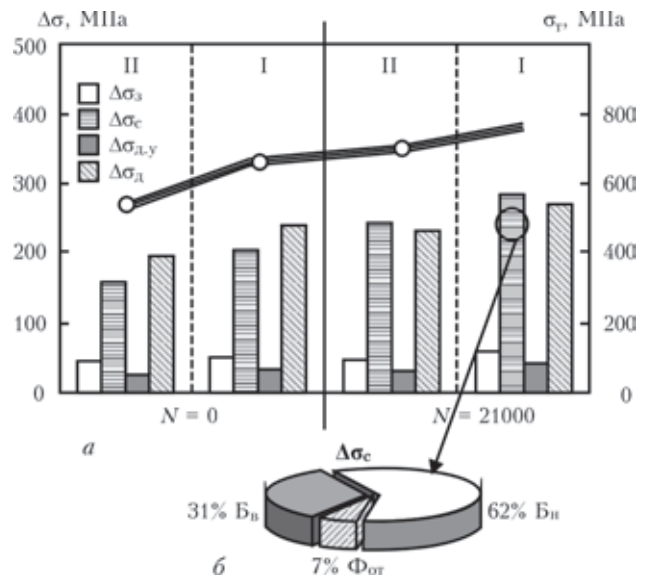 Δσ, МПа σт, МПа
500
II I II I
400 800
Δσз
Δσс
Δσд.у
Δσд
300 600
200 400
100 200
0 0
N = 0 N = 21000
а
Δσс
31% Бв 62% Бн
7% Фот
б